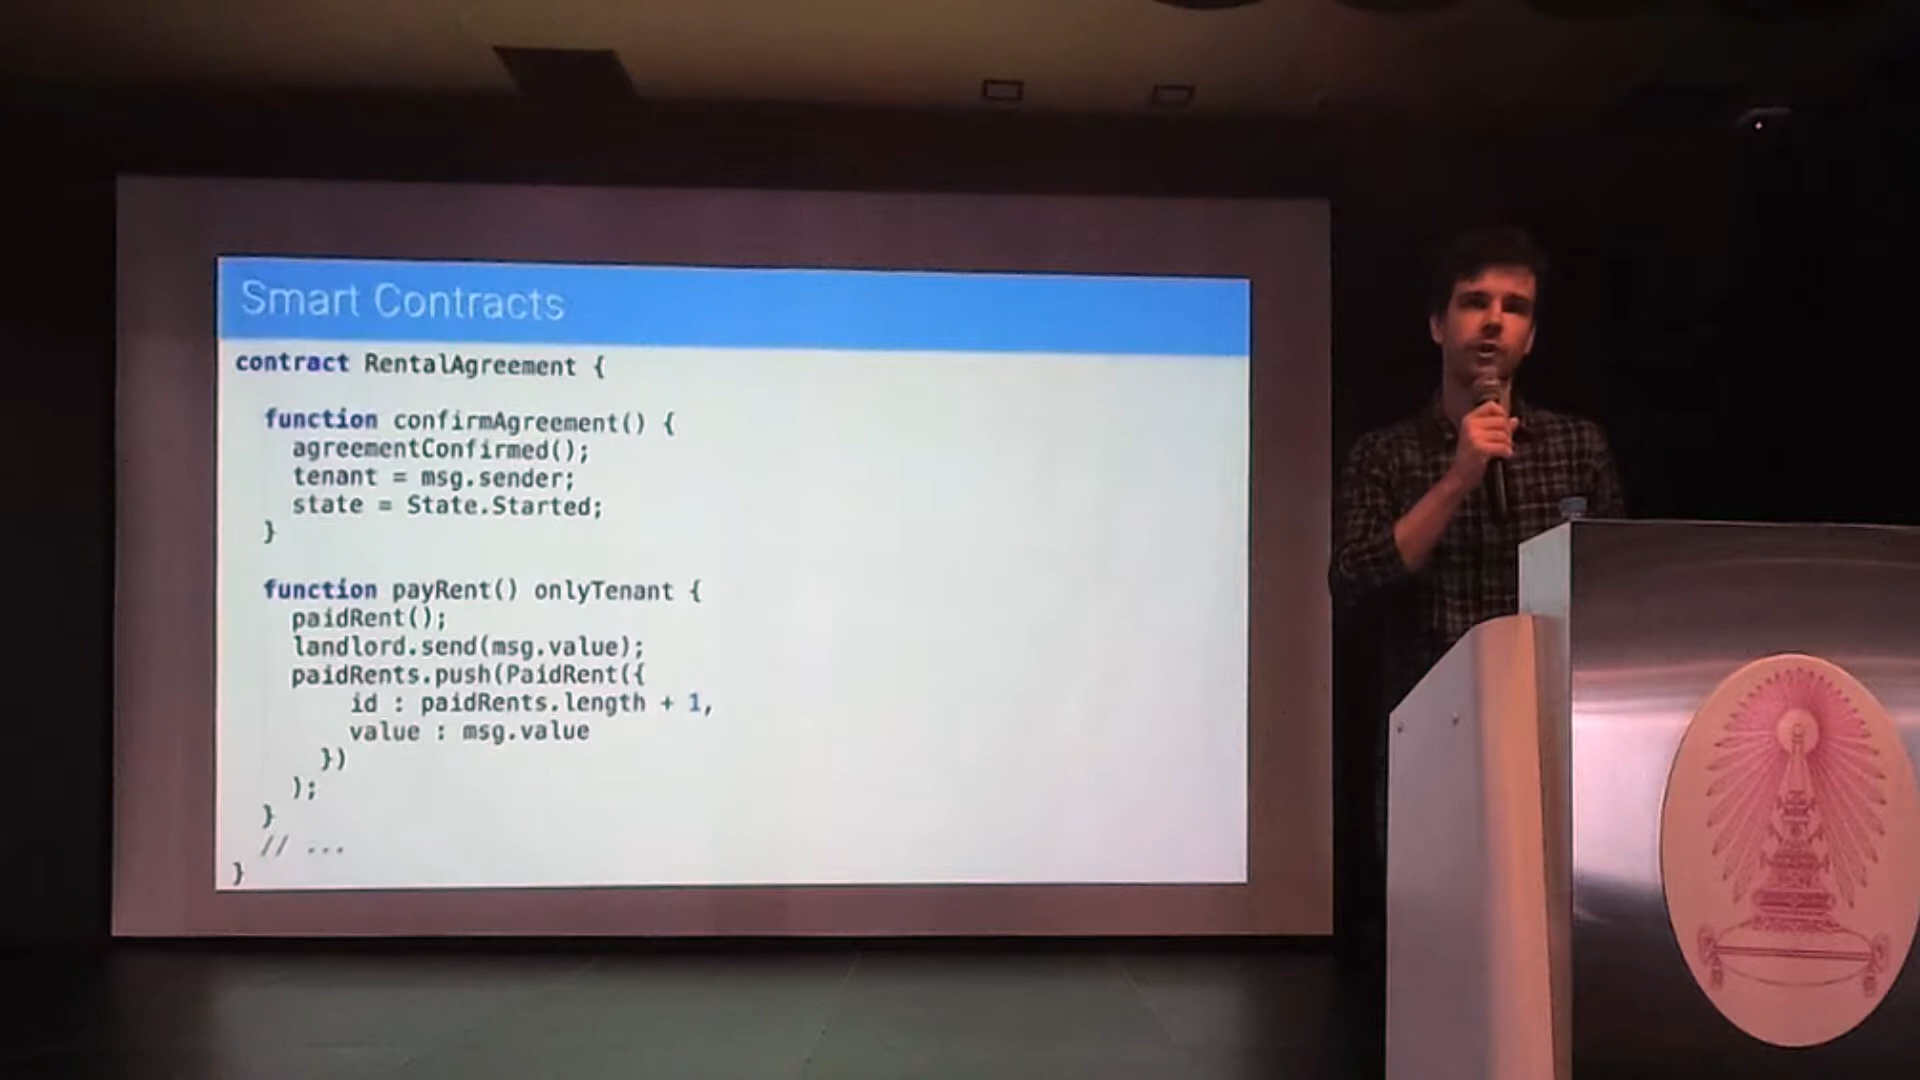 Smart Contracts
contract RentalAgreement {
function confirmAgreement() {
agreementConfirmed();
tenant = msg.sender;
state = State.Started;
}
function payRent() onlyTenant {
paidRent();
landlord.send(msg.value);
paidRents.push(PaidRent({
id : paidRents.length + 1,
value : msg.value
})
);
}
// ...
}